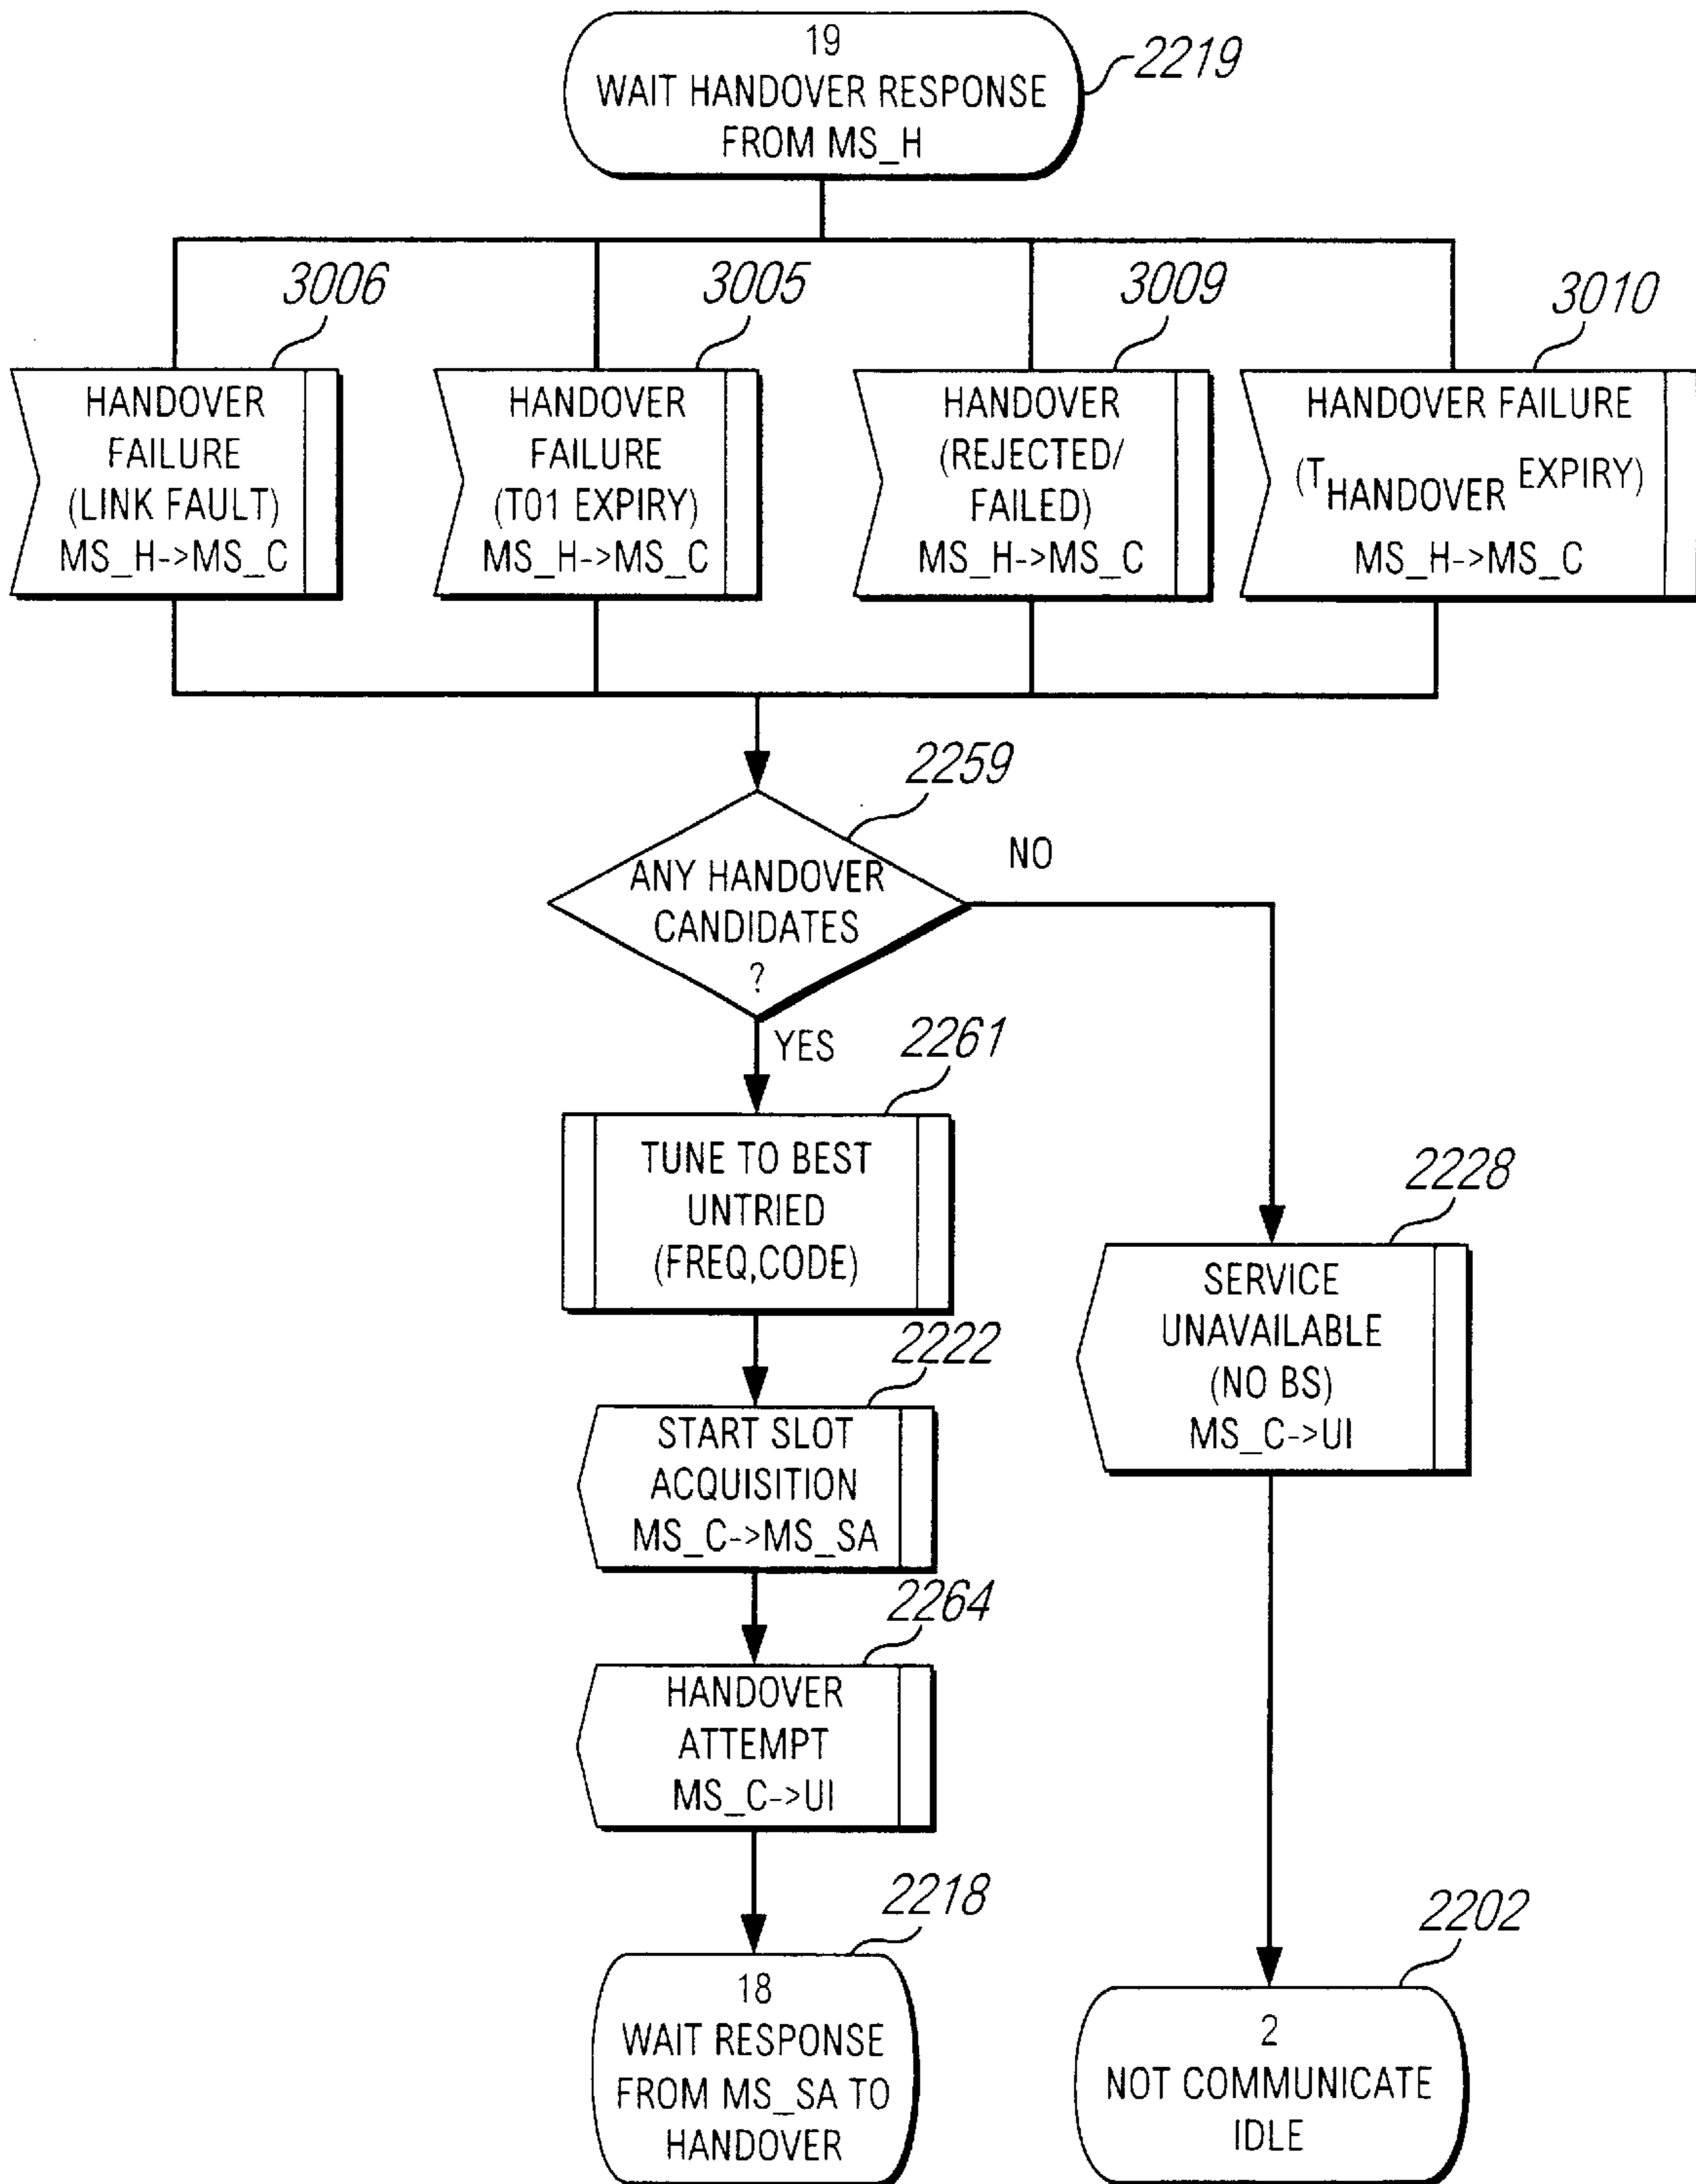 19
WAIT HANDOVER RESPONSE
FROM MS_H
2219
3006
HANDOVER
FAILURE
(LINK FAULT)
MS_H->MS_C
3005
HANDOVER
FAILURE
(T01 EXPIRY)
MS_H->MS_C
3009
HANDOVER
(REJECTED/
FAILED)
MS_H->MS_C
3010
HANDOVER FAILURE
(THANDOVER EXPIRY)
MS_H->MS_C
2259
ANY HANDOVER
CANDIDATES
?
NO
YES
2261
TUNE TO BEST
UNTRIED
(FREQ,CODE)
2228
SERVICE
UNAVAILABLE
(NO BS)
MS_C->UI
2222
START SLOT
ACQUISITION
MS_C->MS_SA
2264
HANDOVER
ATTEMPT
MS_C->UI
2218
18
WAIT RESPONSE
FROM MS_SA TO
HANDOVER
2202
2
NOT COMMUNICATE
IDLE